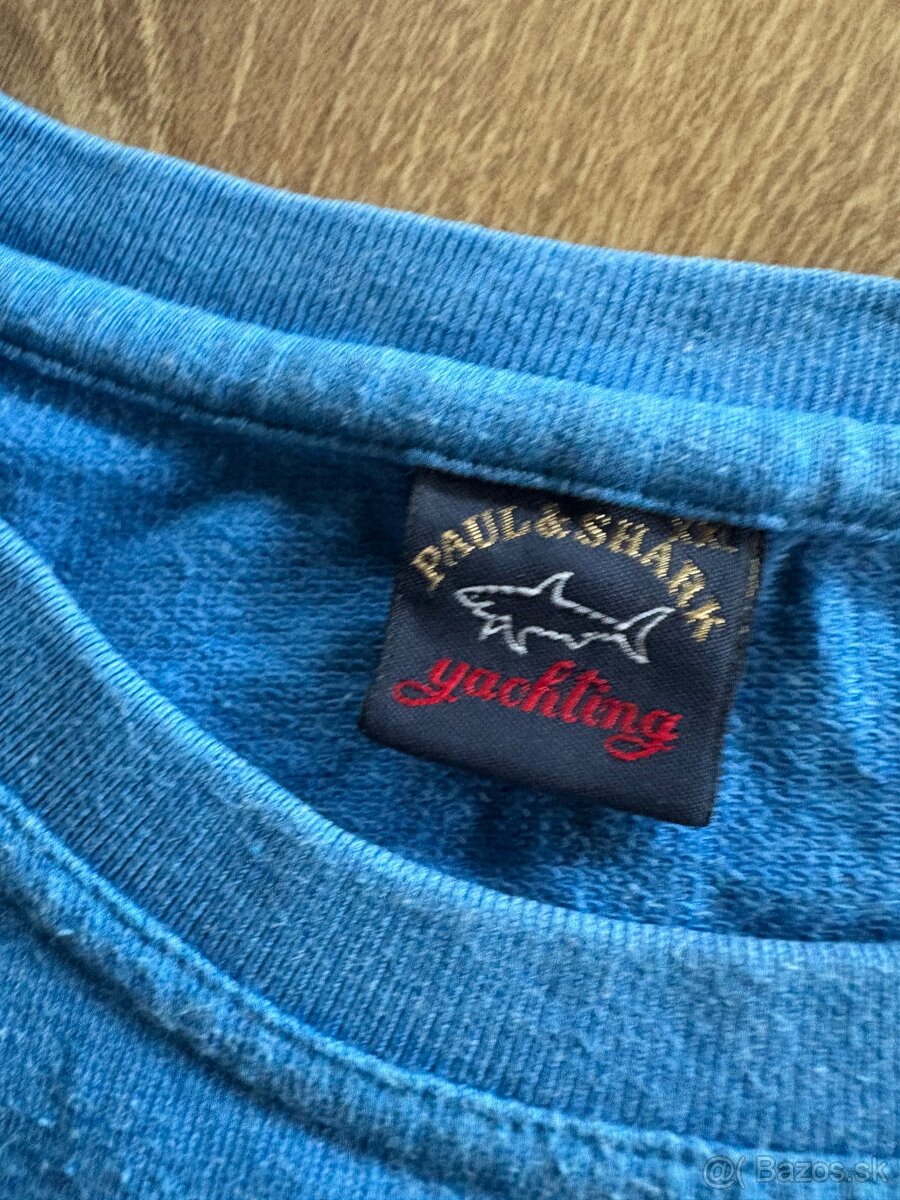 PAUL & SHARK
yachting
@( Bazos.sk